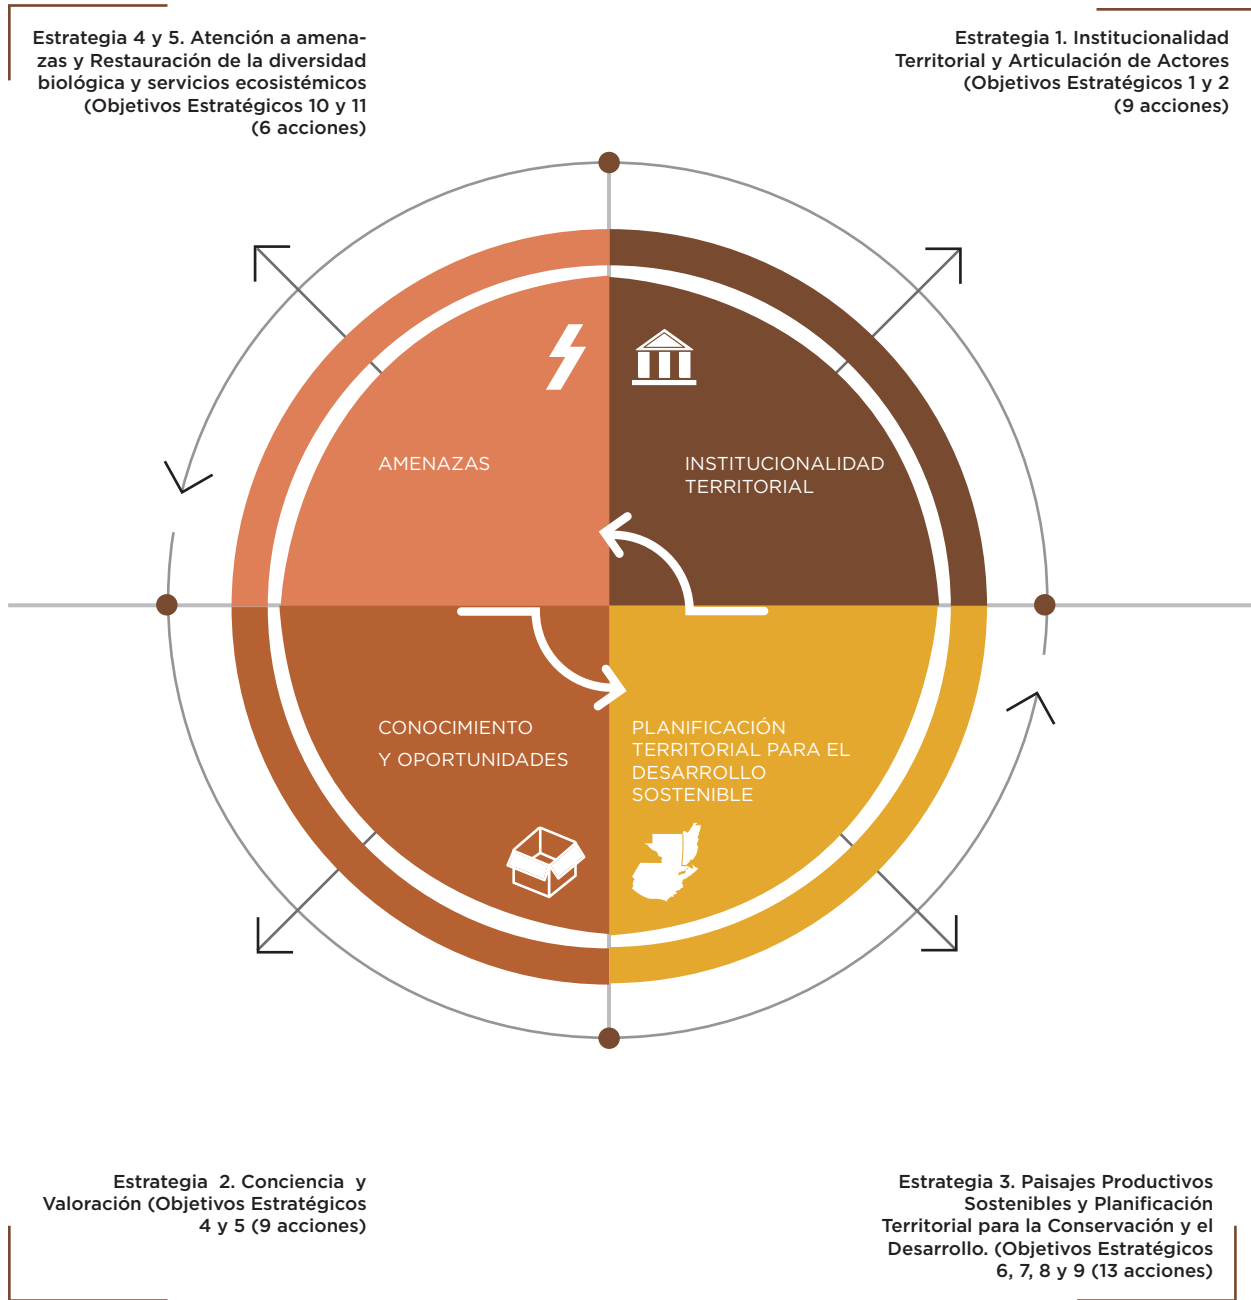 Estrategia 4 y 5. Atención a amena-
zas y Restauración de la diversidad
biológica y servicios ecosistémicos
(Objetivos Estratégicos 10 y 11
(6 acciones)
Estrategia 1. Institucionalidad
Territorial y Articulación de Actores
(Objetivos Estratégicos 1 y 2
(9 acciones)
AMENAZAS
INSTITUCIONALIDAD
TERRITORIAL
CONOCIMIENTO
Y OPORTUNIDADES
PLANIFICACIÓN
TERRITORIAL PARA EL
DESARROLLO
SOSTENIBLE
Estrategia 2. Conciencia y
Valoración (Objetivos Estratégicos
4 y 5 (9 acciones)
Estrategia 3. Paisajes Productivos
Sostenibles y Planificación
Territorial para la Conservación y el
Desarrollo. (Objetivos Estratégicos
6, 7, 8 y 9 (13 acciones)